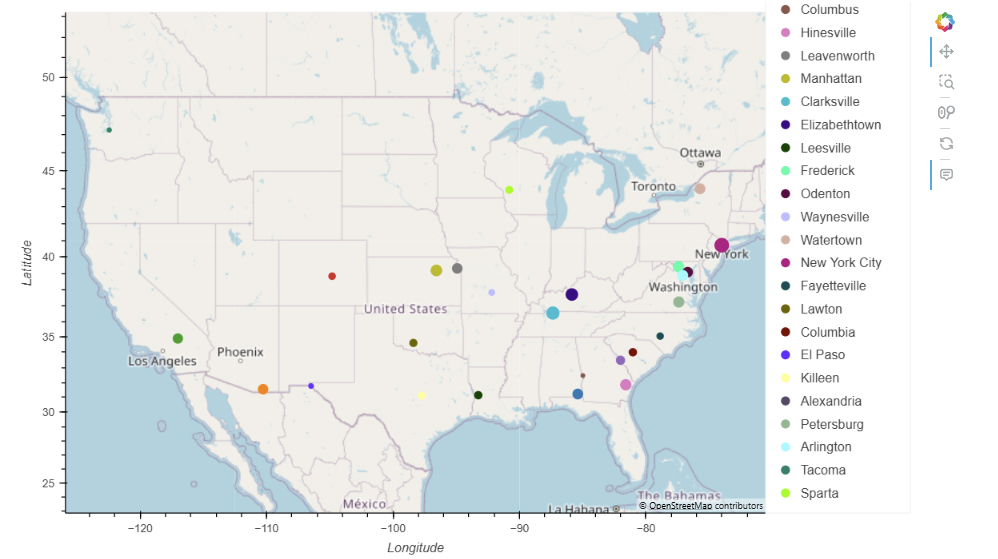 Columbus
Hinesville
Leavenworth
Manhattan
Clarksville
Elizabethtown
Leesville
Frederick
Odenton
Waynesville
Watertown
New York City
Fayetteville
Lawton
Columbia
El Paso
Killeen
Alexandria
Petersburg
Arlington
Tacoma
Sparta
50
45
40
35
30
25
Latitude
Ottawa
Toronto
New York
Washington
United States
Los Angeles
Phoenix
México
The Bahamas
La Habana
© OpenStreetMap contributors
−120
−110
−100
−90
−80
Longitude